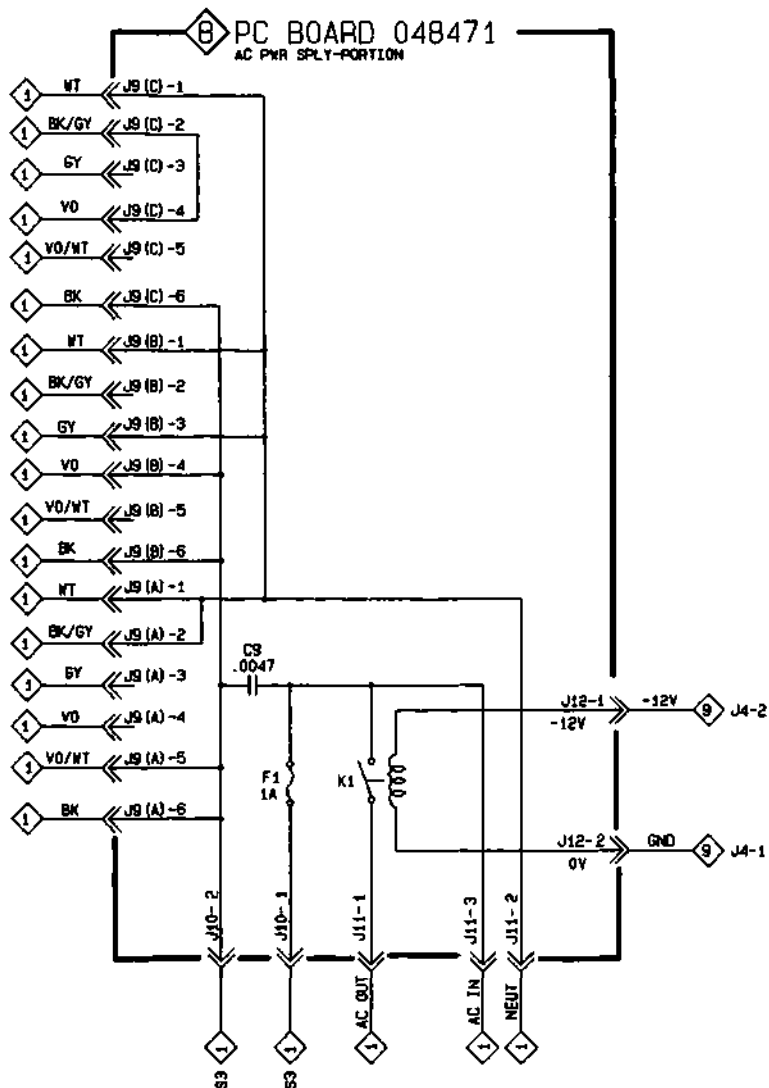 8 PC BOARD 048471
AC PWR SPLY-PORTION
1 WT J9(C)-1
1 BK/GY J9(C)-2
1 GY J9(C)-3
1 VO J9(C)-4
1 VO/WT J9(C)-5
1 BK J9(C)-6
1 WT J9(B)-1
1 BK/GY J9(B)-2
1 GY J9(B)-3
1 VO J9(B)-4
1 VO/WT J9(B)-5
1 BK J9(B)-6
1 WT J9(A)-1
1 BK/GY J9(A)-2
1 GY J9(A)-3
1 VO J9(A)-4
1 VO/WT J9(A)-5
1 BK J9(A)-6
C9
.0047
F1
1A
K1
J12-1 -12V 9 J4-2
-12V
J12-2 GND 9 J4-1
0V
J10-2
J10-1
J11-1
J11-3
J11-2
AC OUT
AC IN
NEUT
1 1 1 1 1
S3
S3